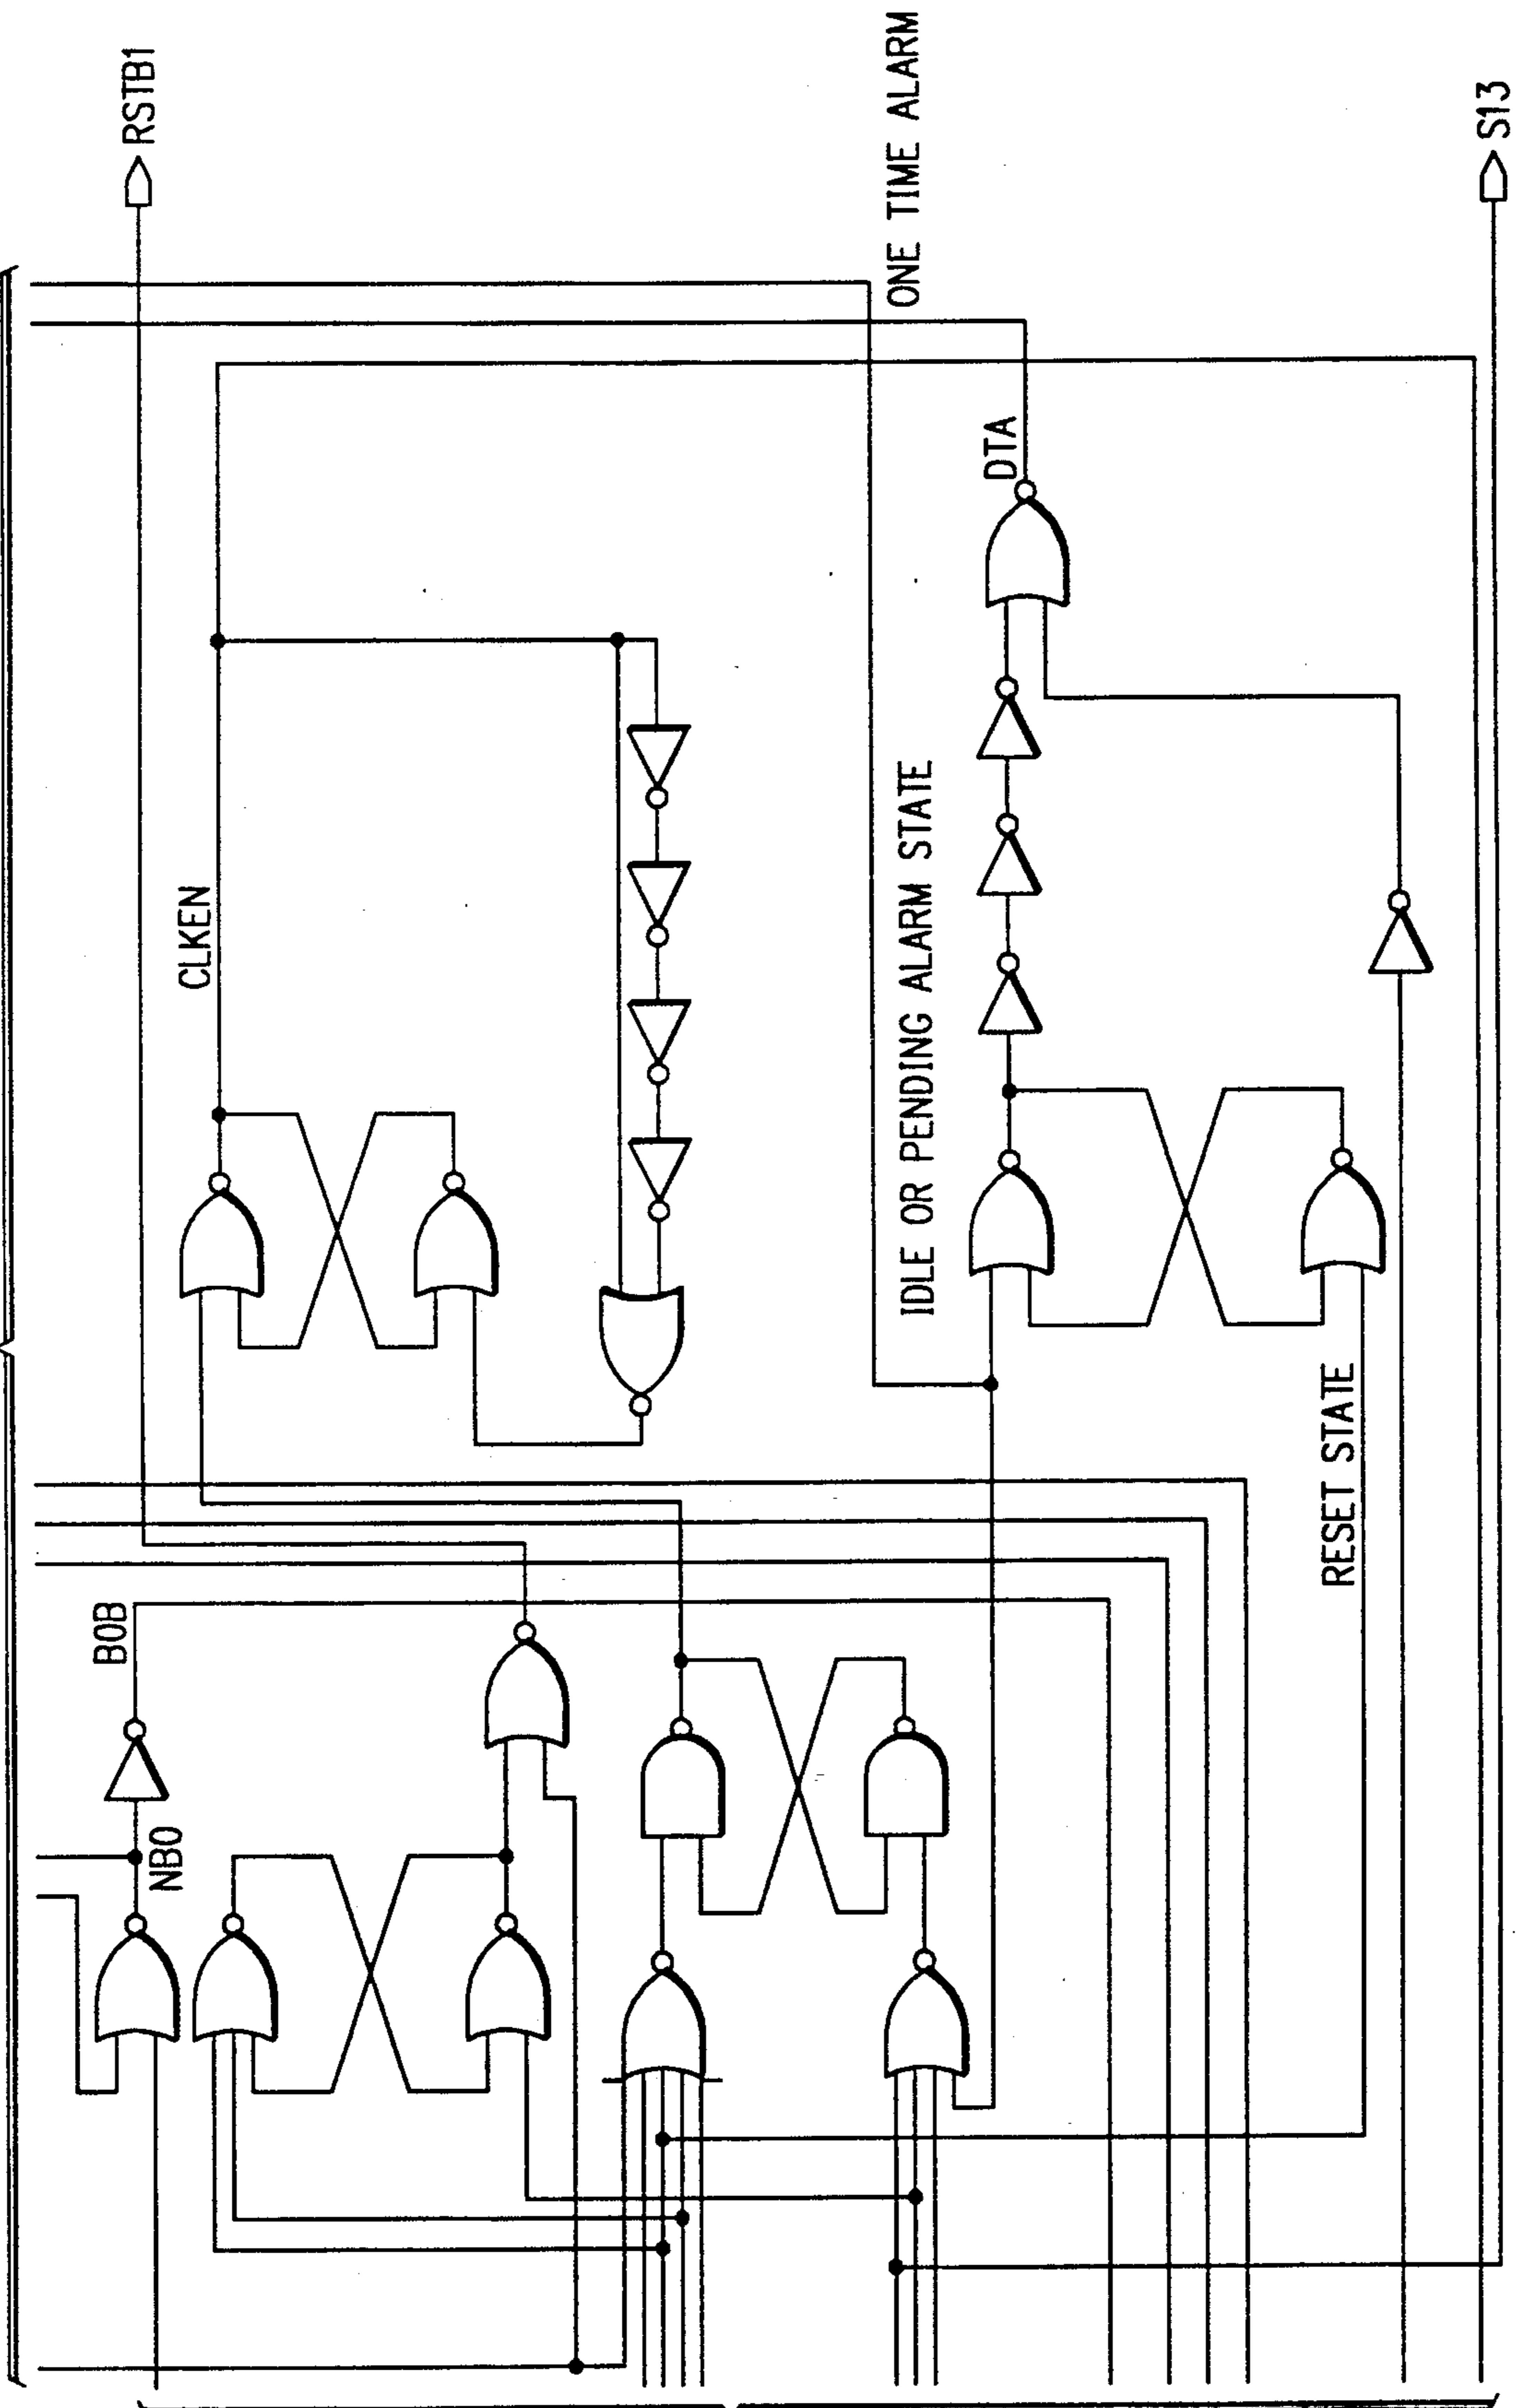 RSTB1
ONE TIME ALARM
S13
DTA
CLKEN
IDLE OR PENDING ALARM STATE
RESET STATE
B0B
NB0